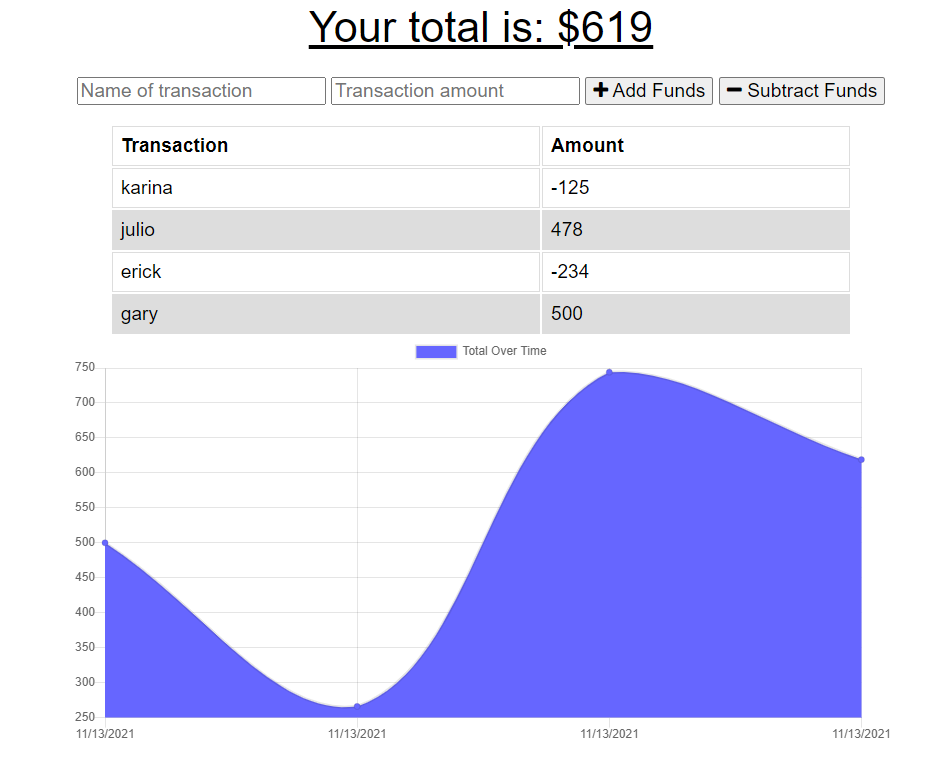 Your total is: $619
Name of transaction Transaction amount + Add Funds − Subtract Funds
Transaction Amount
karina -125
julio 478
erick -234
gary 500
Total Over Time
750
700
650
600
550
500
450
400
350
300
250
11/13/2021 11/13/2021 11/13/2021 11/13/2021